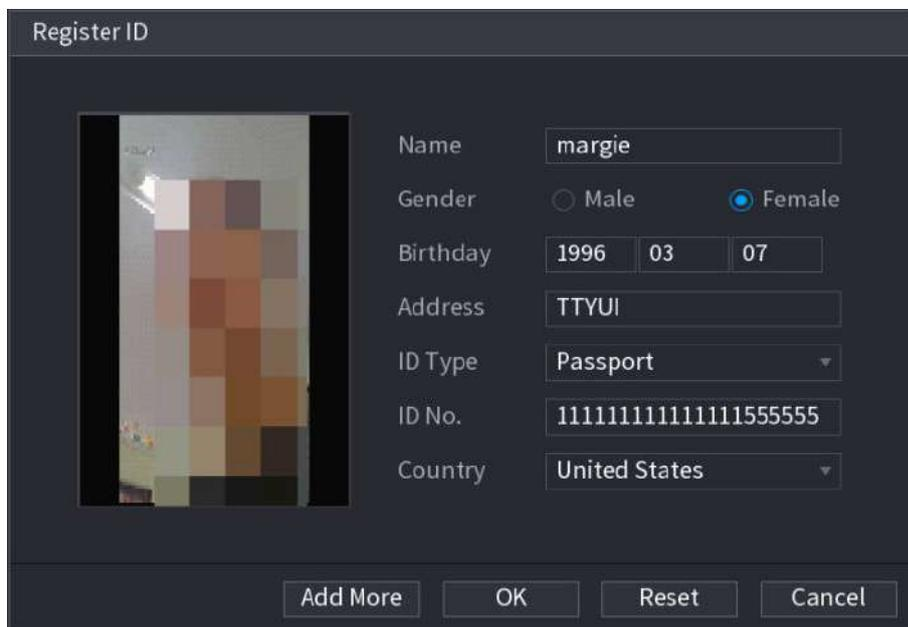 Register ID
Name margie
Gender Male Female
Birthday 1996 03 07
Address TTYUI
ID Type Passport
ID No. 111111111111111555555
Country United States
Add More OK Reset Cancel